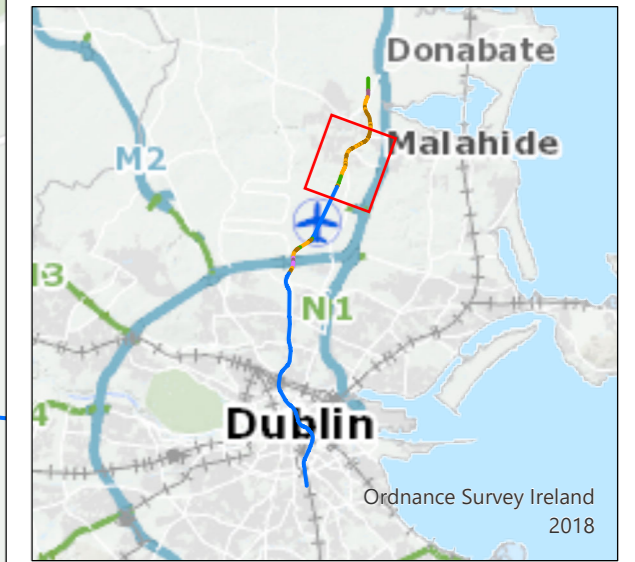 Donabate
M2
Malahide
N1
Dublin
Ordnance Survey Ireland
2018